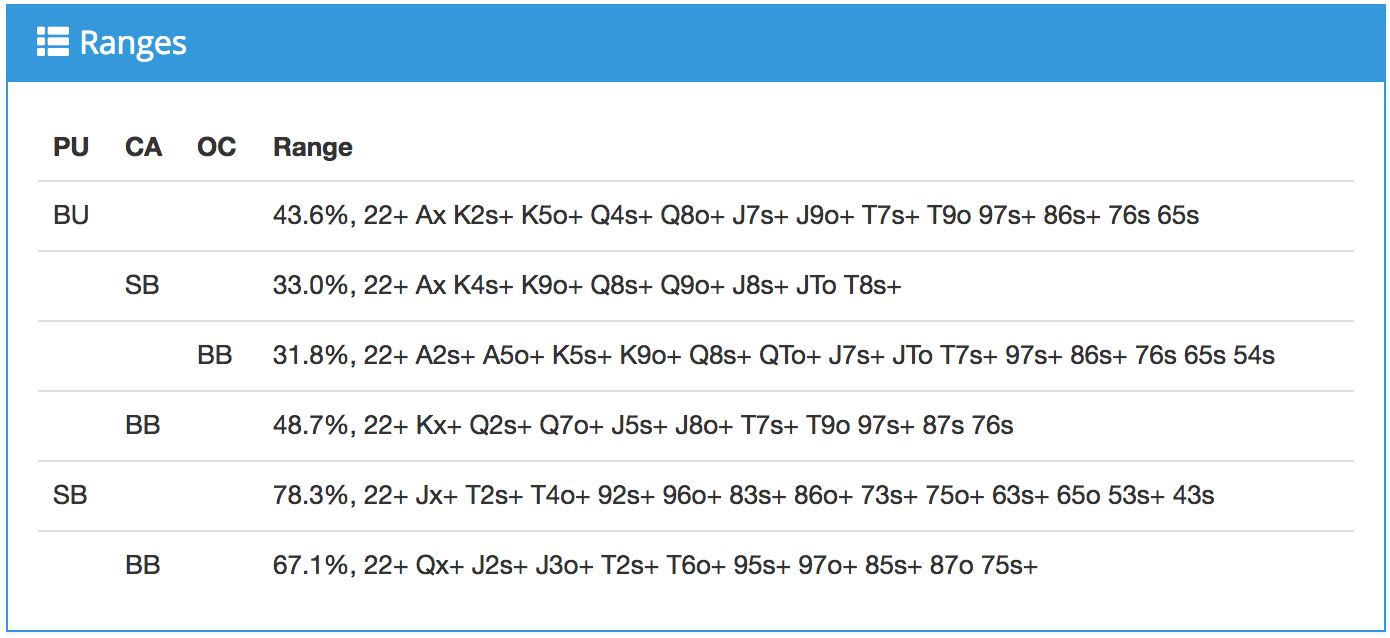 Ranges
PU CA OC Range
BU 43.6%, 22+ Ax K2s+ K5o+ Q4s+ Q8o+ J7s+ J9o+ T7s+ T9o 97s+ 86s+ 76s 65s
SB 33.0%, 22+ Ax K4s+ K9o+ Q8s+ Q9o+ J8s+ JTo T8s+
BB 31.8%, 22+ A2s+ A5o+ K5s+ K9o+ Q8s+ QTo+ J7s+ JTo T7s+ 97s+ 86s+ 76s 65s 54s
BB 48.7%, 22+ Kx+ Q2s+ Q7o+ J5s+ J8o+ T7s+ T9o 97s+ 87s 76s
SB 78.3%, 22+ Jx+ T2s+ T4o+ 92s+ 96o+ 83s+ 86o+ 73s+ 75o+ 63s+ 65o 53s+ 43s
BB 67.1%, 22+ Qx+ J2s+ J3o+ T2s+ T6o+ 95s+ 97o+ 85s+ 87o 75s+